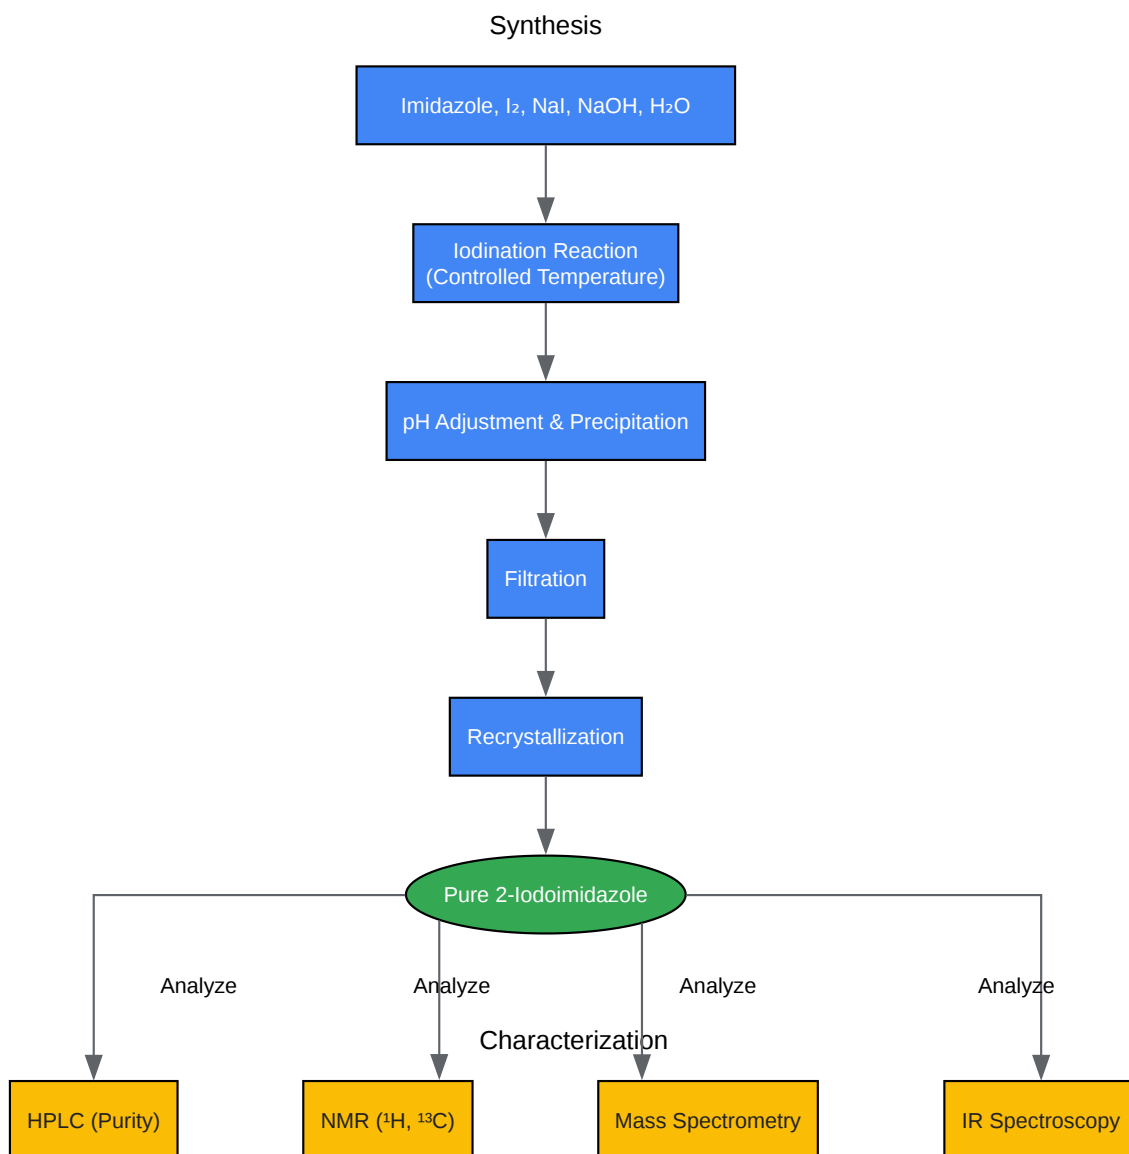 Synthesis
Imidazole, I₂, NaI, NaOH, H₂O
Iodination Reaction
(Controlled Temperature)
pH Adjustment & Precipitation
Filtration
Recrystallization
Pure 2-Iodoimidazole
Analyze
Analyze
Analyze
Analyze
Characterization
HPLC (Purity)
NMR (¹H, ¹³C)
Mass Spectrometry
IR Spectroscopy